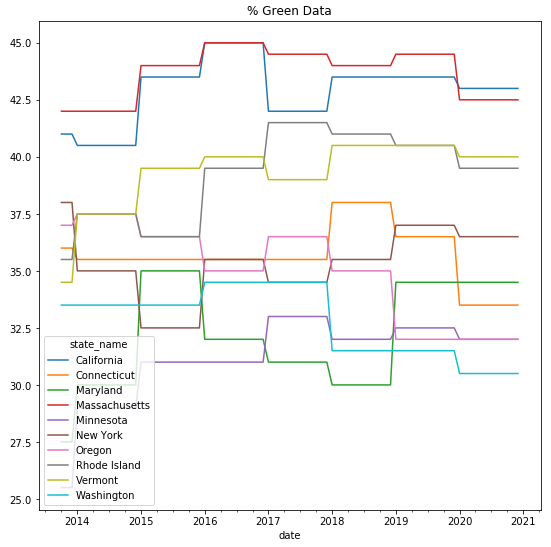 % Green Data
45.0
42.5
40.0
37.5
35.0
32.5
30.0
27.5
25.0
state_name
California
Connecticut
Maryland
Massachusetts
Minnesota
New York
Oregon
Rhode Island
Vermont
Washington
2014 2015 2016 2017 2018 2019 2020 2021
date